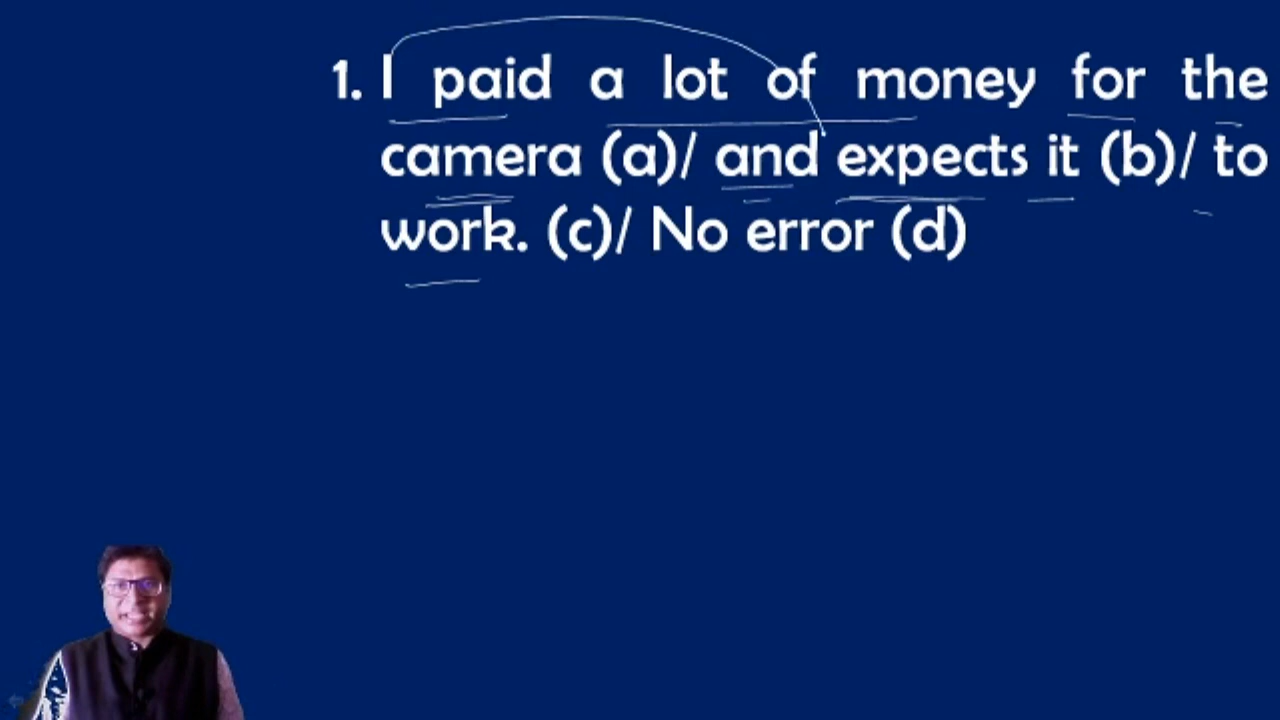 1. I paid a lot of money for the
camera (a)/ and expects it (b)/ to
work. (c)/ No error (d)